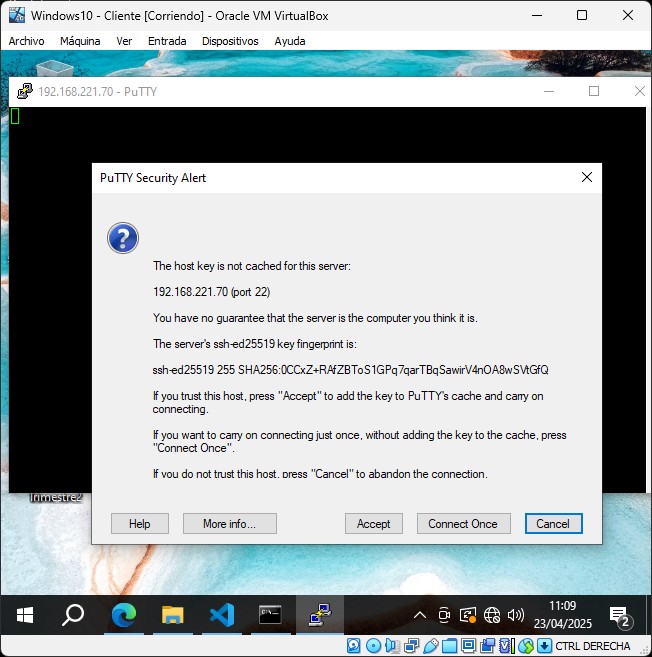 Windows10 - Cliente [Corriendo] - Oracle VM VirtualBox
Archivo Máquina Ver Entrada Dispositivos Ayuda
192.168.221.70 - PuTTY
PuTTY Security Alert
The host key is not cached for this server:
192.168.221.70 (port 22)
You have no guarantee that the server is the computer you think it is.
The server's ssh-ed25519 key fingerprint is:
ssh-ed25519 255 SHA256:0CCxZ+RAfZBToS1GPq7qarTBqSawirV4nOA8wSVtGfQ
If you trust this host, press "Accept" to add the key to PuTTY's cache and carry on
connecting.
If you want to carry on connecting just once, without adding the key to the cache, press
"Connect Once".
If you do not trust this host, press "Cancel" to abandon the connection.
Trimestre2
Help More info... Accept Connect Once Cancel
11:09
23/04/2025
2
CTRL DERECHA